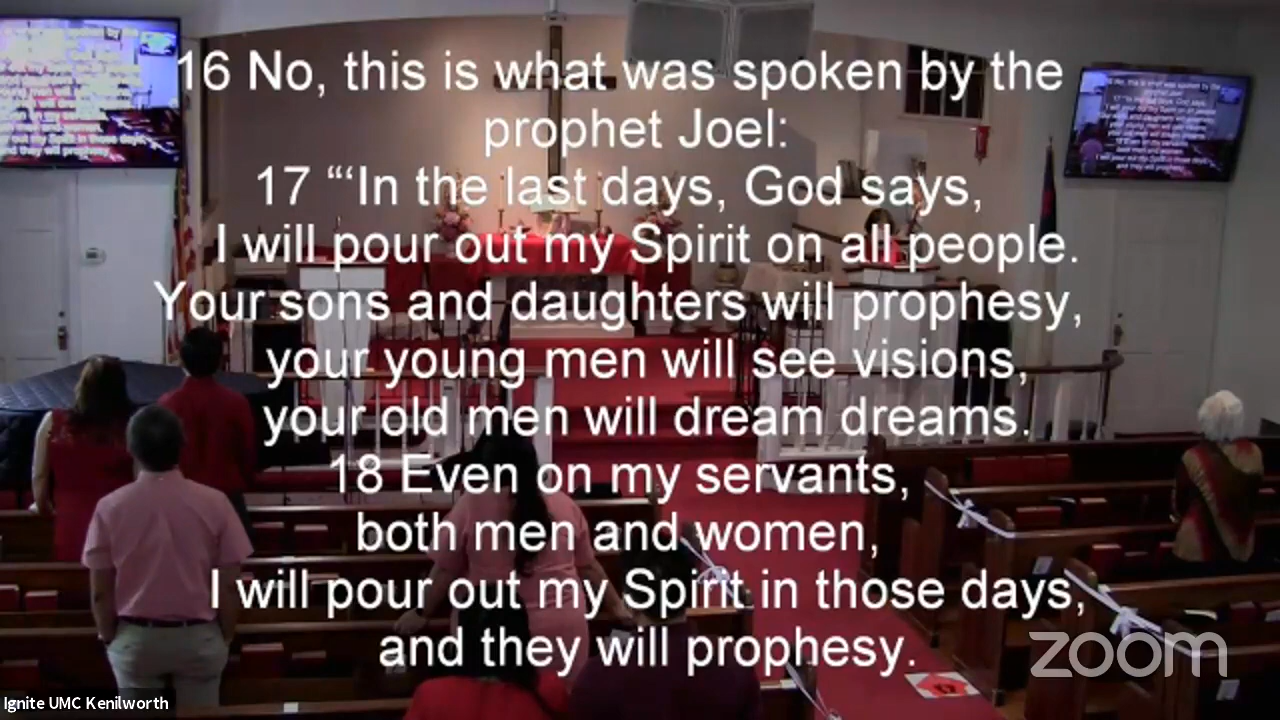 16 No, this is what was spoken by the
prophet Joel:
17 “‘In the last days, God says,
I will pour out my Spirit on all people.
Your sons and daughters will prophesy,
your young men will see visions,
your old men will dream dreams.
18 Even on my servants,
both men and women,
I will pour out my Spirit in those days,
and they will prophesy.
zoom
Ignite UMC Kenilworth